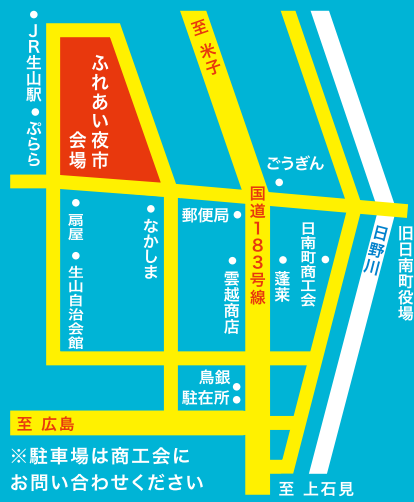 至 米子
●JR生山駅
●ぷらら
ふれあい夜市
会場
ごうぎん
●
国道183号線
郵便局●
●扇屋
●生山自治会館
●なかしま
●雲越商店
●蓬莱
日南町商工会
●
日野川
旧日南町役場
鳥銀●
駐在所●
至 広島
※駐車場は商工会に
お問い合わせください
至 上石見